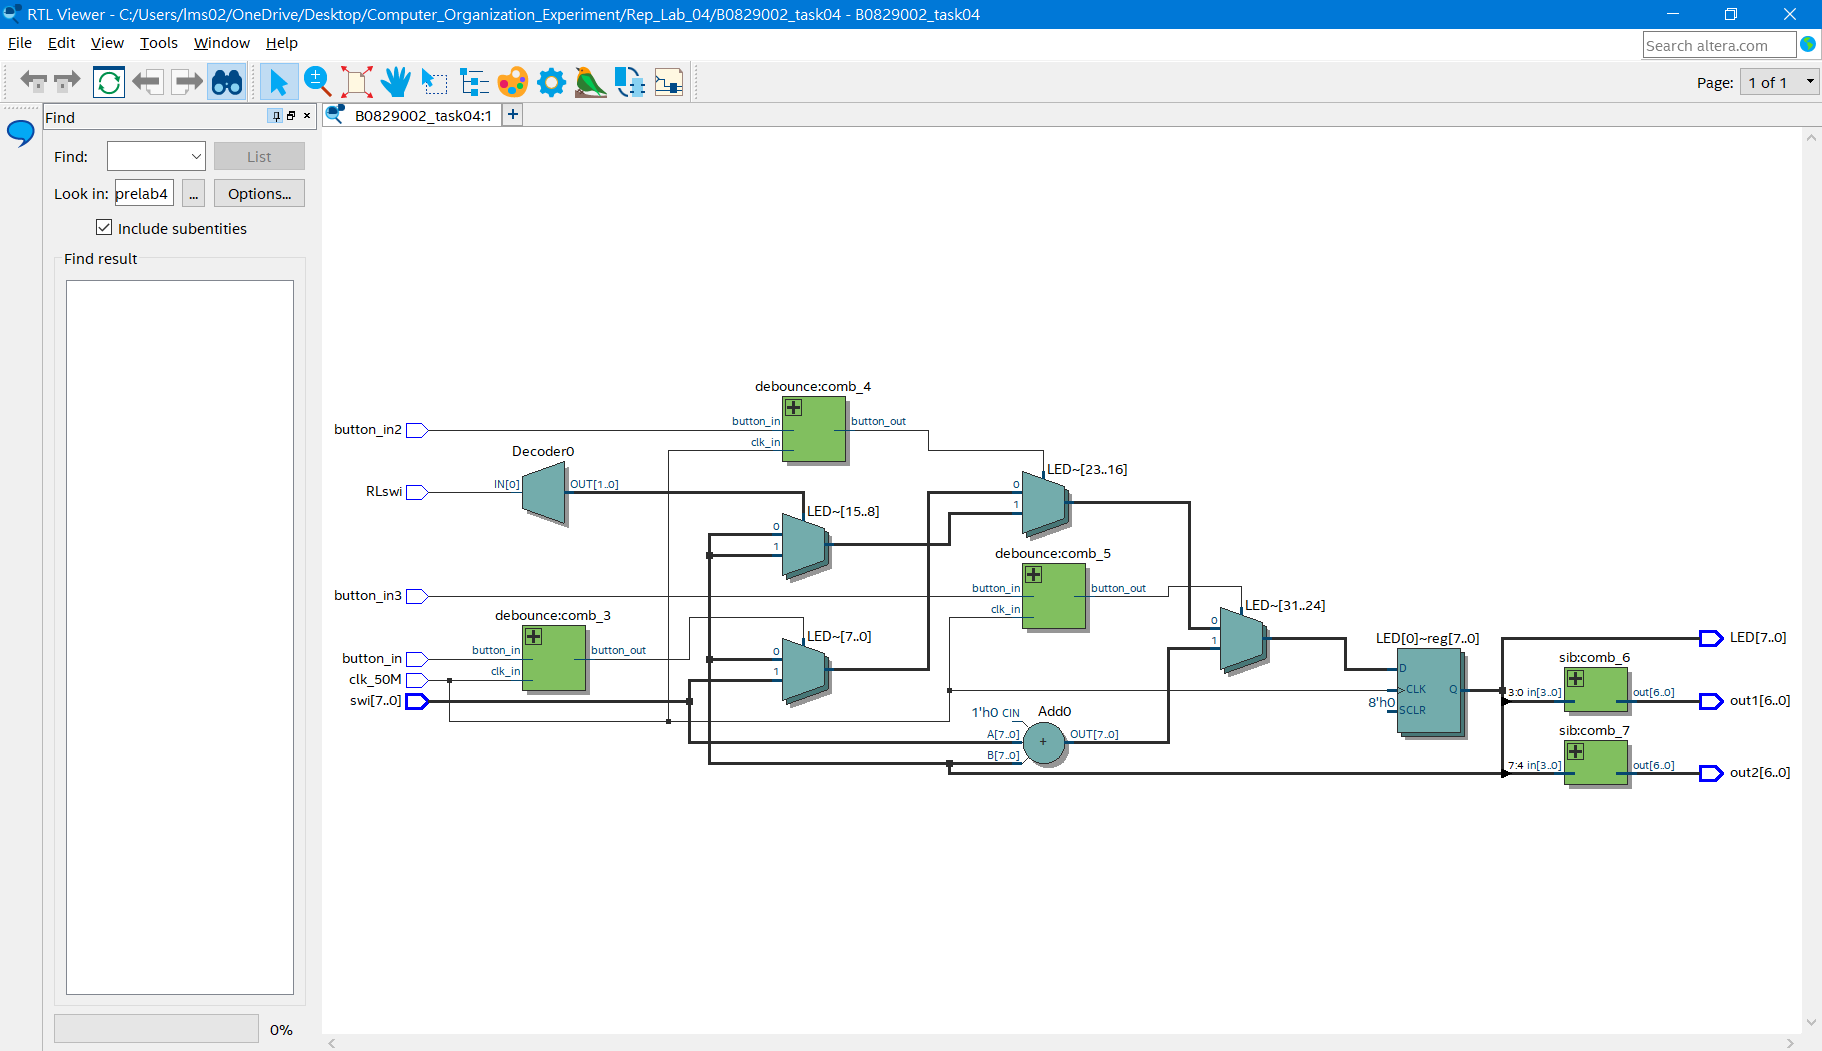 RTL Viewer - C:/Users/lms02/OneDrive/Desktop/Computer_Organization_Experiment/Rep_Lab_04/B0829002_task04 - B0829002_task04
File Edit View Tools Window Help
Search altera.com
Page: 1 of 1
Find
B0829002_task04:1 +
Find: List
Look in: prelab4 ... Options...
Include subentities
Find result
0%
debounce:comb_4
button_in2 button_in button_out
clk_in
Decoder0
RLswi IN[0] OUT[1..0]
LED~[23..16]
0
1
LED~[15..8]
0
1
debounce:comb_5
button_in3 button_in button_out
clk_in
debounce:comb_3
button_in button_in button_out
clk_50M clk_in
swi[7..0]
LED~[7..0]
0
1
LED~[31..24]
0
1
1'h0 CIN Add0
A[7..0] + OUT[7..0]
B[7..0]
LED[0]~reg[7..0]
D
CLK Q
8'h0 SCLR
LED[7..0]
sib:comb_6
3:0 in[3..0] out[6..0] out1[6..0]
sib:comb_7
7:4 in[3..0] out[6..0] out2[6..0]